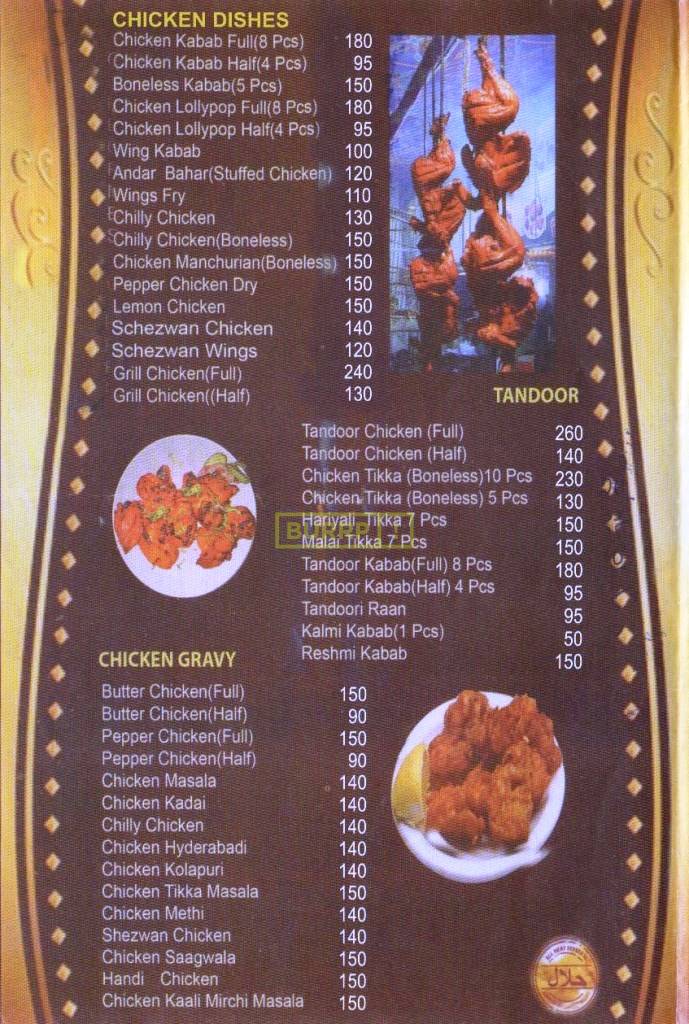 CHICKEN DISHES
Chicken Kabab Full(8 Pcs) 180
Chicken Kabab Half(4 Pcs) 95
Boneless Kabab(5 Pcs) 150
Chicken Lollypop Full(8 Pcs) 180
Chicken Lollypop Half(4 Pcs) 95
Wing Kabab 100
Andar Bahar(Stuffed Chicken) 120
Wings Fry 110
Chilly Chicken 130
Chilly Chicken(Boneless) 150
Chicken Manchurian(Boneless) 150
Pepper Chicken Dry 150
Lemon Chicken 150
Schezwan Chicken 140
Schezwan Wings 120
Grill Chicken(Full) 240
Grill Chicken((Half) 130
TANDOOR
Tandoor Chicken (Full) 260
Tandoor Chicken (Half) 140
Chicken Tikka (Boneless)10 Pcs 230
Chicken Tikka (Boneless) 5 Pcs 130
Hariyali Tikka 7 Pcs 150
Malai Tikka 7 Pcs 150
Tandoor Kabab(Full) 8 Pcs 180
Tandoor Kabab(Half) 4 Pcs 95
Tandoori Raan 95
Kalmi Kabab(1 Pcs) 50
Reshmi Kabab 150
CHICKEN GRAVY
Butter Chicken(Full) 150
Butter Chicken(Half) 90
Pepper Chicken(Full) 150
Pepper Chicken(Half) 90
Chicken Masala 140
Chicken Kadai 140
Chilly Chicken 140
Chicken Hyderabadi 140
Chicken Kolapuri 140
Chicken Tikka Masala 150
Chicken Methi 140
Shezwan Chicken 140
Chicken Saagwala 150
Handi Chicken 150
Chicken Kaali Mirchi Masala 150
حلال